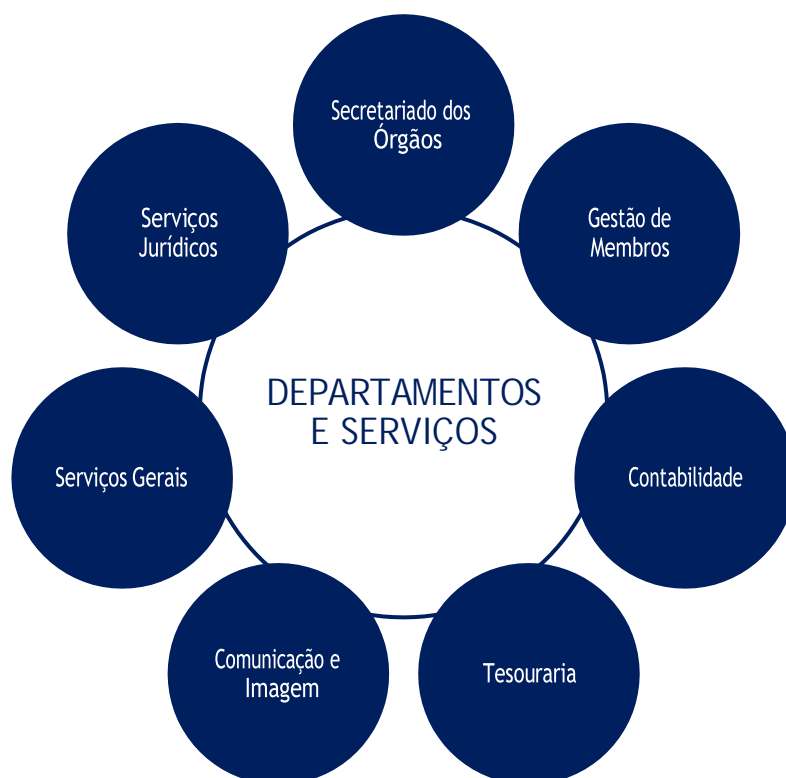 Secretariado dos
Órgãos
Gestão de
Membros
Contabilidade
Tesouraria
Comunicação e
Imagem
Serviços Gerais
Serviços
Jurídicos
DEPARTAMENTOS
E SERVIÇOS